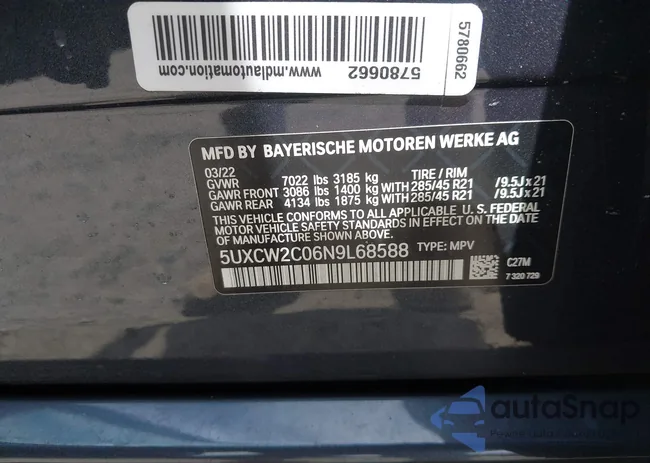 www.mdlautomation.com
5780662
5780662
MFD BY BAYERISCHE MOTOREN WERKE AG
03/22 TIRE / RIM
GVWR 7022 lbs 3185 kg
GAWR FRONT 3086 lbs 1400 kg WITH 285/45 R21 /9.5J x 21
GAWR REAR 4134 lbs 1875 kg WITH 285/45 R21 /9.5J x 21
THIS VEHICLE CONFORMS TO ALL APPLICABLE U. S. FEDERAL
MOTOR VEHICLE SAFETY STANDARDS IN EFFECT ON THE
DATE OF MANUFACTURE SHOWN ABOVE.
5UXCW2C06N9L68588 TYPE: MPV
C27M
7 320 729
autoSnap